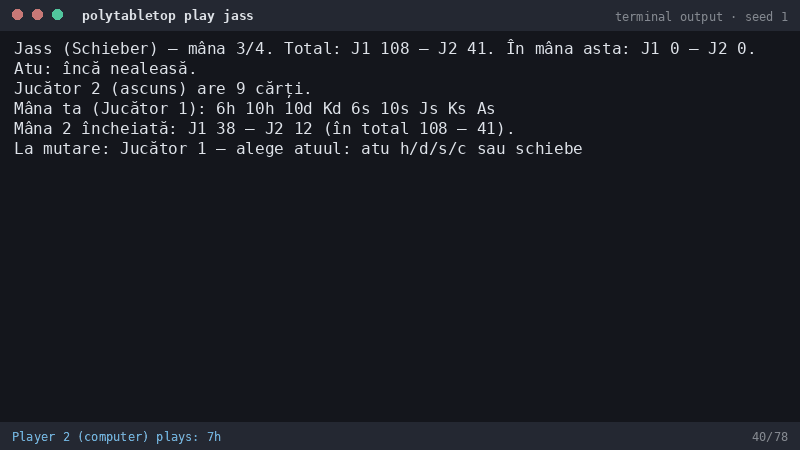 polytabletop play jass
terminal output · seed 1
Jass (Schieber) — mâna 3/4. Total: J1 108 — J2 41. În mâna asta: J1 0 — J2 0.
Atu: încă nealeasă.
Jucător 2 (ascuns) are 9 cărți.
Mâna ta (Jucător 1): 6h 10h 10d Kd 6s 10s Js Ks As
Mâna 2 încheiată: J1 38 — J2 12 (în total 108 — 41).
La mutare: Jucător 1 — alege atuul: atu h/d/s/c sau schiebe
Player 2 (computer) plays: 7h
40/78